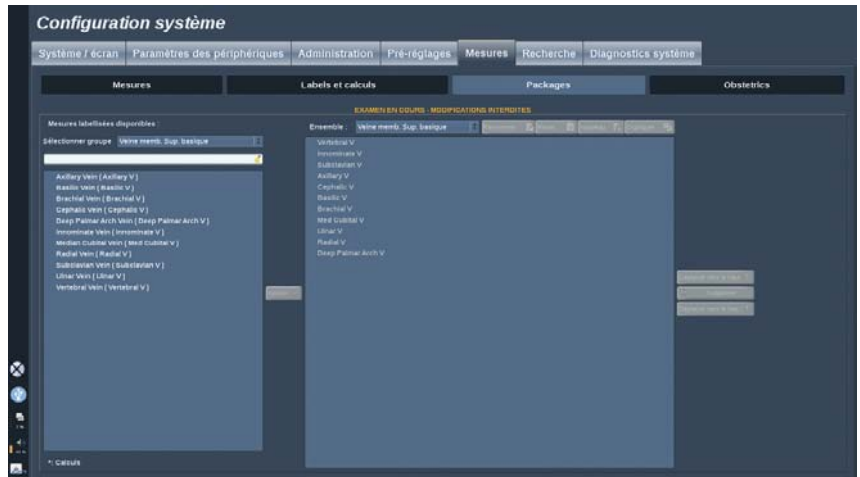 Configuration système
Système / écran Paramètres des périphériques Administration Pré-réglages Mesures Recherche Diagnostics système
Mesures Labels et calculs Packages Obstetrics
EXAMEN EN COURS - MODIFICATIONS INTERDITES
Mesures labellisées disponibles :
Sélectionner groupe Veine memb. Sup. basique
Ensemble : Veine memb. Sup. basique
Axillary Vein ( Axillary V )
Basilic Vein ( Basilic V )
Brachial Vein ( Brachial V )
Cephalic Vein ( Cephalic V )
Deep Palmar Arch Vein ( Deep Palmar Arch V )
Innominate Vein ( Innominate V )
Median Cubital Vein ( Med Cubital V )
Radial Vein ( Radial V )
Subclavian Vein ( Subclavian V )
Ulnar Vein ( Ulnar V )
Vertebral Vein ( Vertebral V )
*: Calculs
Vertebral V
Innominate V
Subclavian V
Axillary V
Cephalic V
Basilic V
Brachial V
Med Cubital V
Ulnar V
Radial V
Deep Palmar Arch V